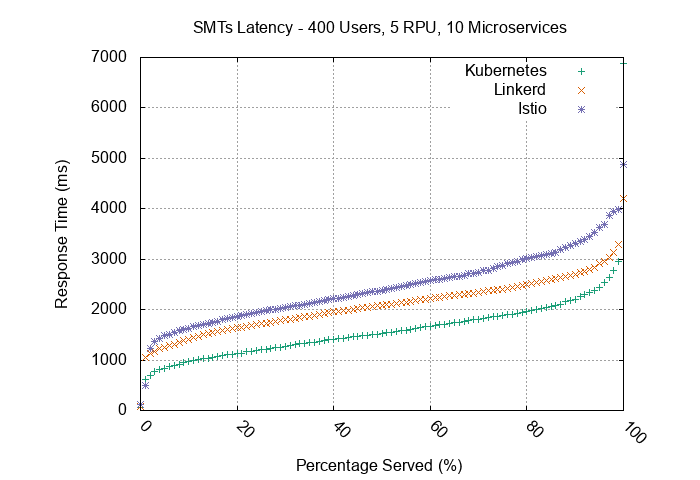 SMTs Latency - 400 Users, 5 RPU, 10 Microservices
Response Time (ms)
7000
6000
5000
4000
3000
2000
1000
0
Kubernetes
Linkerd
Istio
0
20
40
60
80
100
Percentage Served (%)